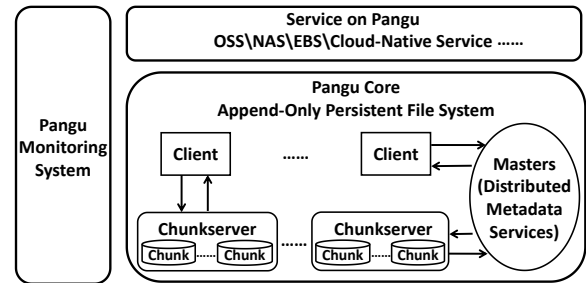 Service on Pangu
OSS\NAS\EBS\Cloud-Native Service ······
Pangu
Monitoring
System
Pangu Core
Append-Only Persistent File System
Client
······
Client
Masters
(Distributed
Metadata
Services)
Chunkserver
Chunk ······ Chunk
······
Chunkserver
Chunk ······ Chunk